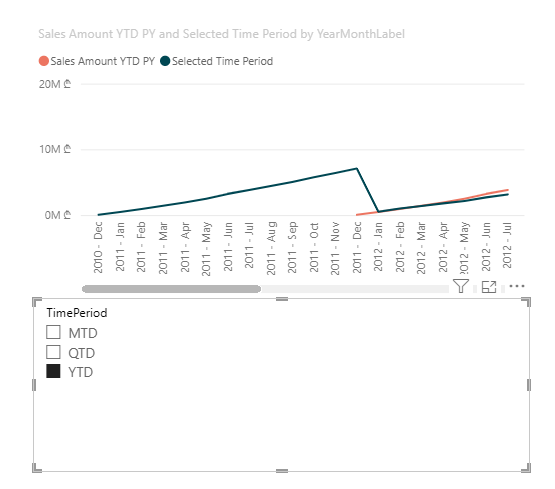 Sales Amount YTD PY and Selected Time Period by YearMonthLabel
Sales Amount YTD PY Selected Time Period
20M ₾
10M ₾
0M ₾
2010 - Dec
2011 - Jan
2011 - Feb
2011 - Mar
2011 - Apr
2011 - May
2011 - Jun
2011 - Jul
2011 - Aug
2011 - Sep
2011 - Oct
2011 - Nov
2011 - Dec
2012 - Jan
2012 - Feb
2012 - Mar
2012 - Apr
2012 - May
2012 - Jun
2012 - Jul
TimePeriod
MTD
QTD
YTD